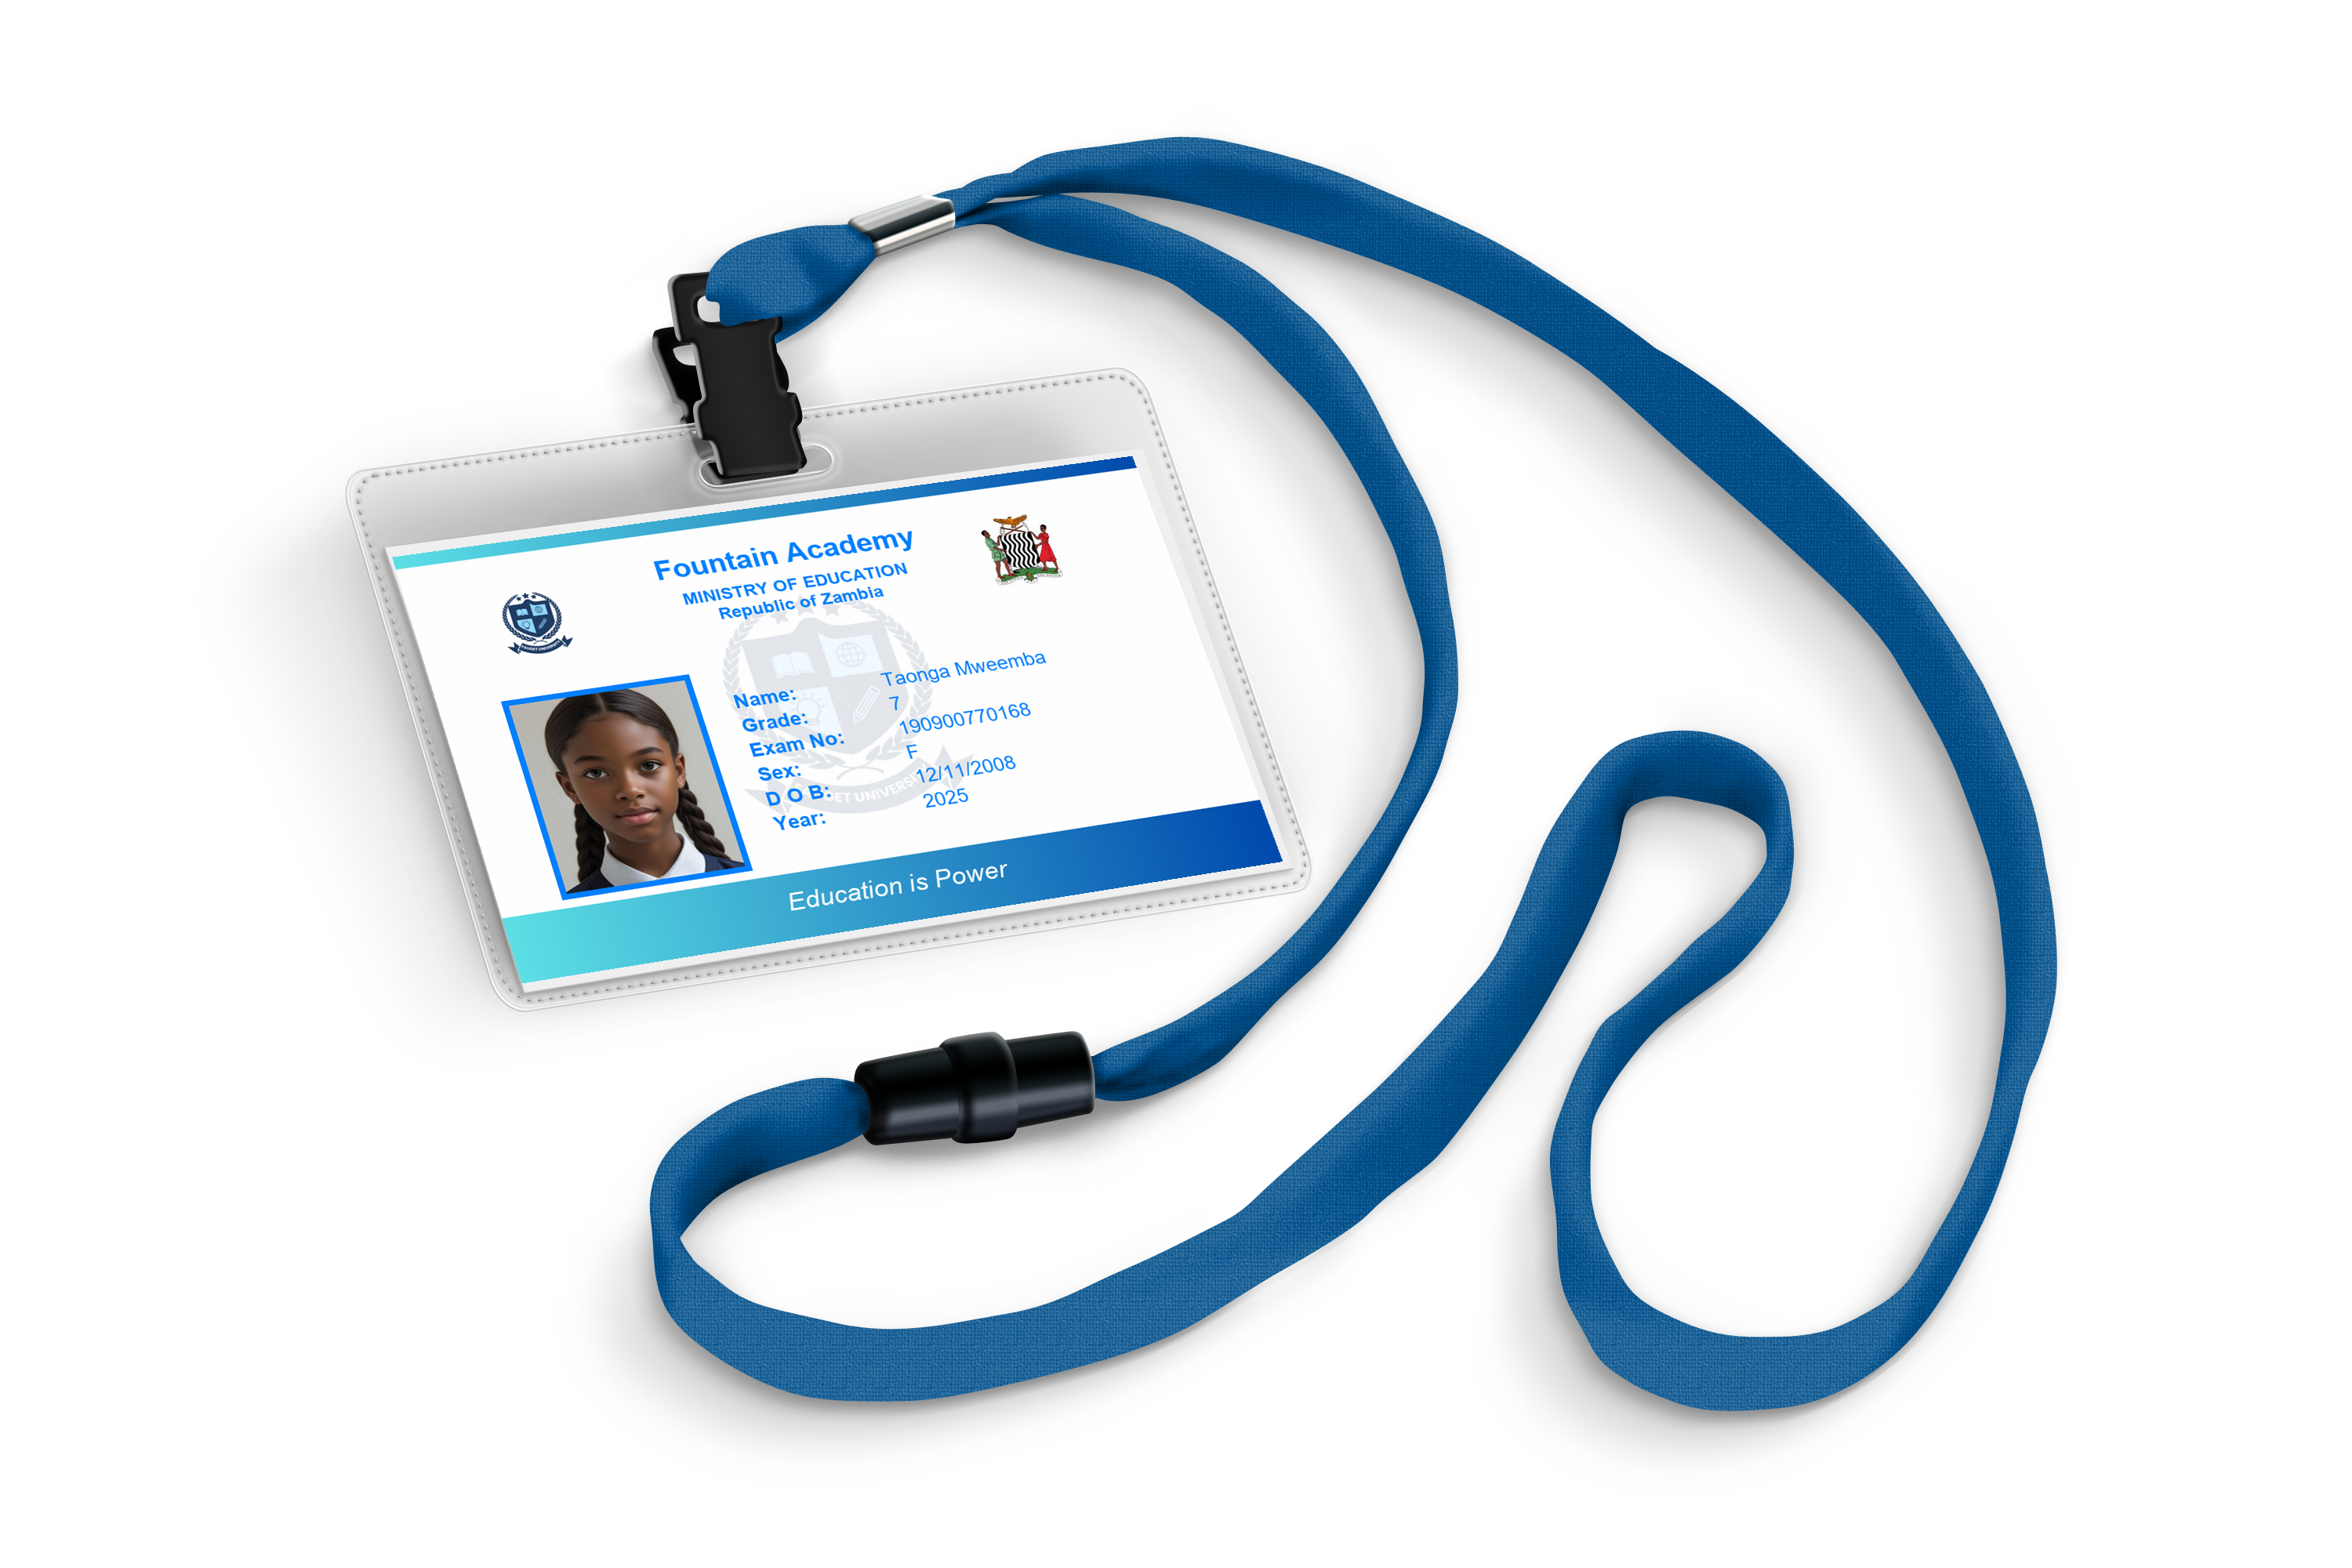 Fountain Academy
MINISTRY OF EDUCATION
Republic of Zambia
Name: Taonga Mweemba
Grade: 7
Exam No: 190900770168
Sex: F
D O B: 12/11/2008
Year: 2025
Education is Power